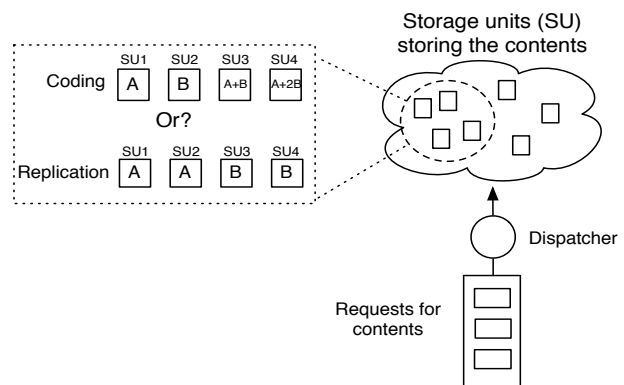 Storage units (SU)
storing the contents
SU1 SU2 SU3 SU4
Coding A B A+B A+2B
Or?
SU1 SU2 SU3 SU4
Replication A A B B
Dispatcher
Requests for
contents